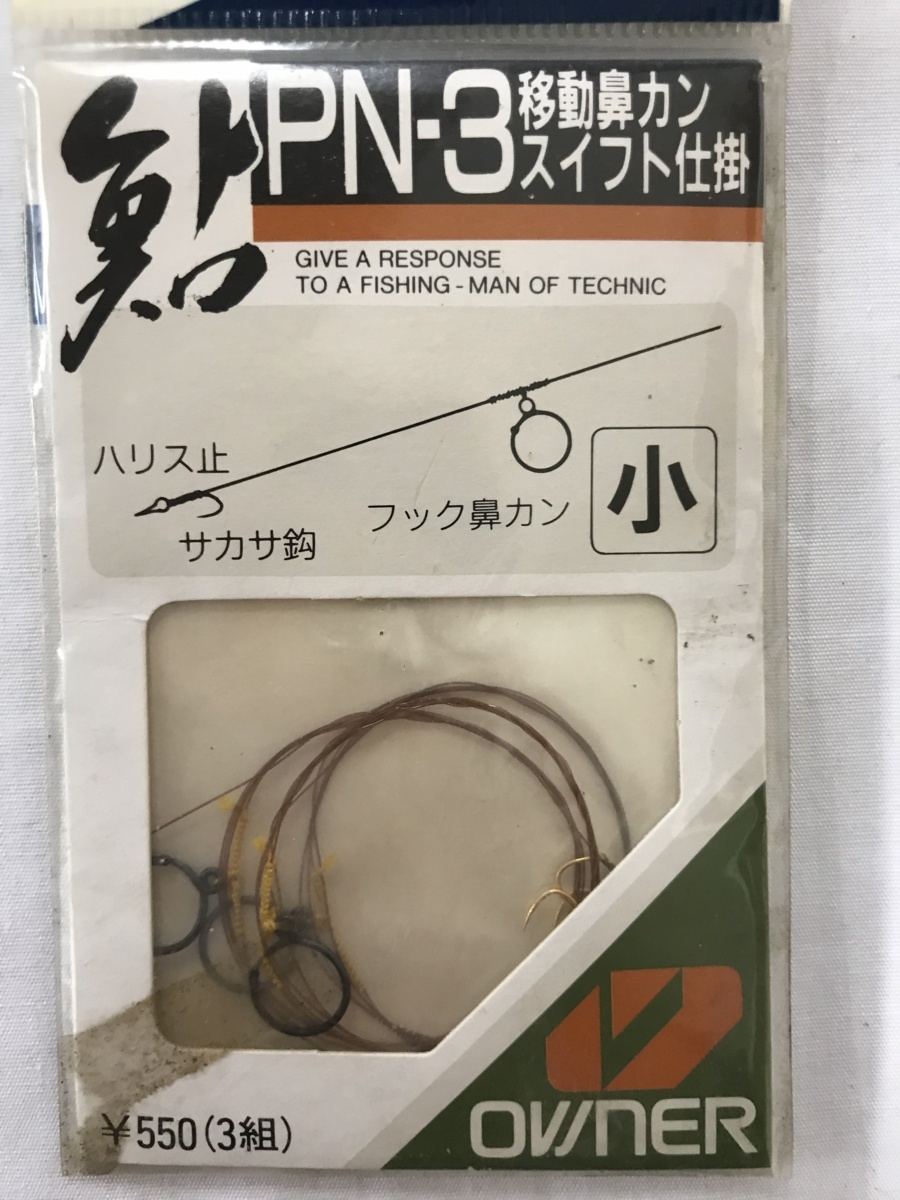 鮎
PN-3
移動鼻カン
スイフト仕掛
GIVE A RESPONSE
TO A FISHING-MAN OF TECHNIC
ハリス止
サカサ鈎
フック鼻カン
小
¥550(3組)
OWNER